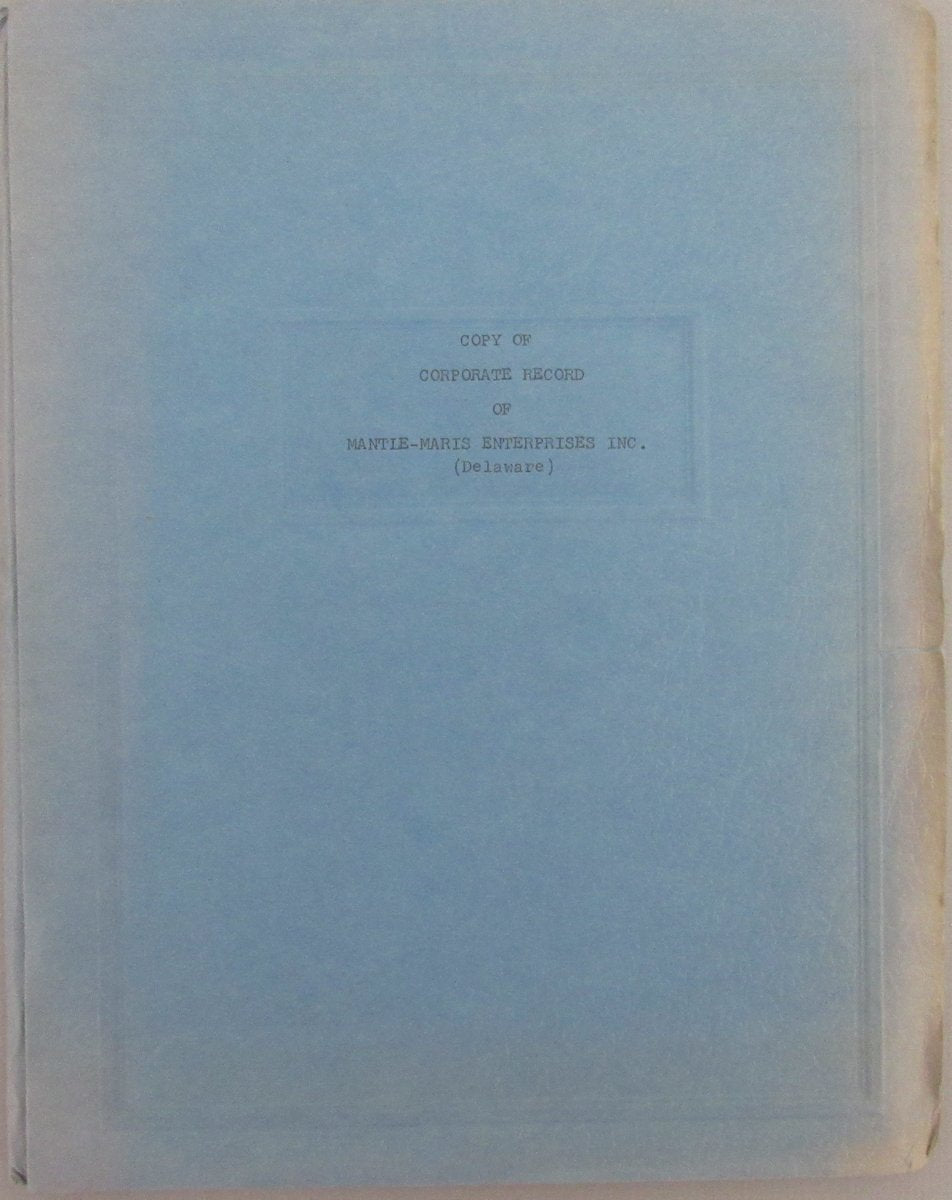 COPY OF
CORPORATE RECORD
OF
MANTIE-MARIS ENTERPRISES INC.
(Delaware)